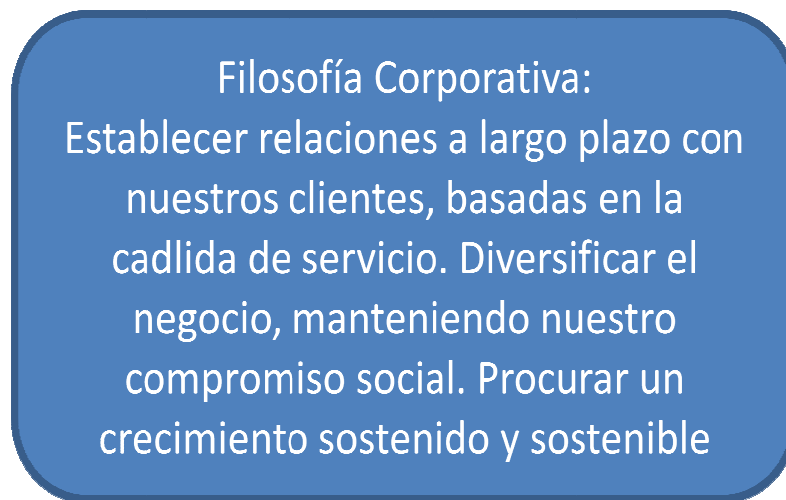 Filosofía Corporativa:
Establecer relaciones a largo plazo con
nuestros clientes, basadas en la
cadlida de servicio. Diversificar el
negocio, manteniendo nuestro
compromiso social. Procurar un
crecimiento sostenido y sostenible